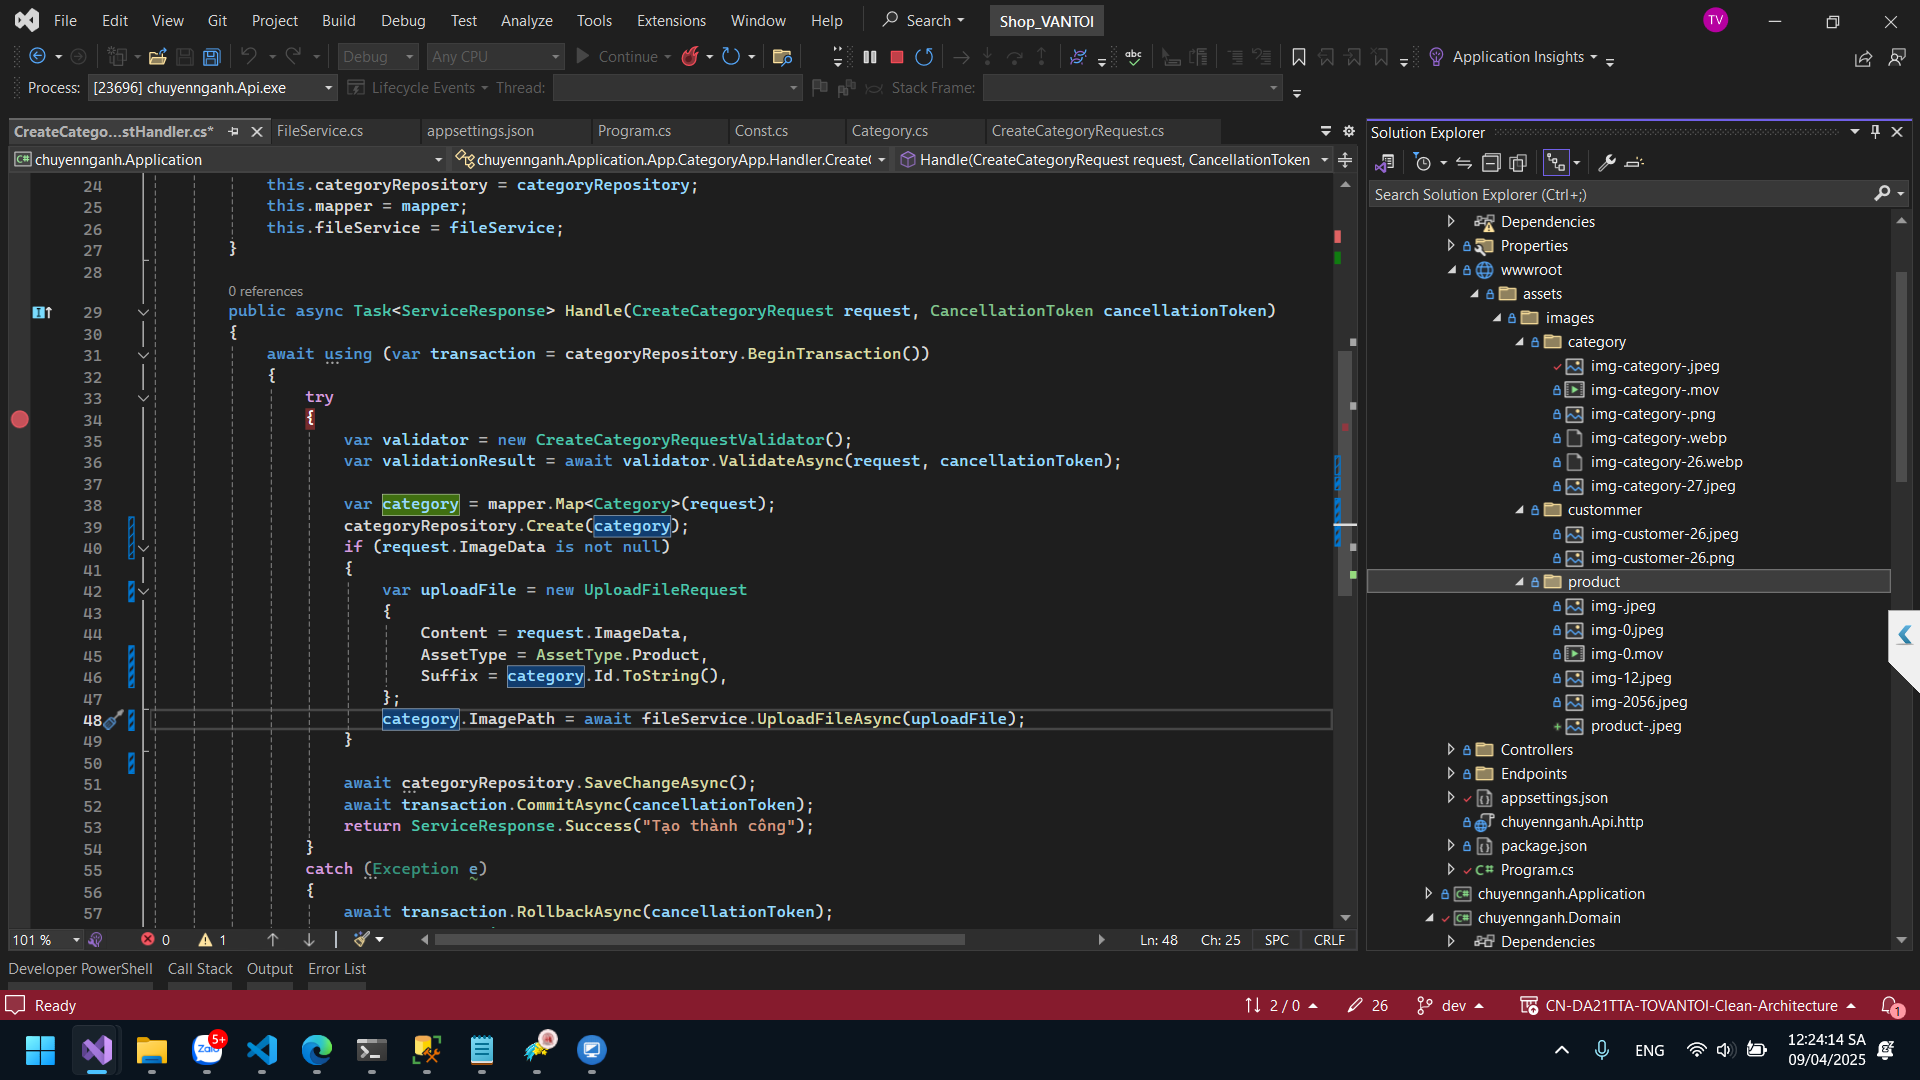 File Edit View Git Project Build Debug Test Analyze Tools Extensions Window Help Search Shop_VANTOI TV
Debug Any CPU Continue Application Insights
Process: [23696] chuyennganh.Api.exe Lifecycle Events Thread: Stack Frame:
CreateCatego...stHandler.cs* FileService.cs appsettings.json Program.cs Const.cs Category.cs CreateCategoryRequest.cs
chuyennganh.Application chuyennganh.Application.App.CategoryApp.Handler.Create Handle(CreateCategoryRequest request, CancellationToken
24 this.categoryRepository = categoryRepository;
25 this.mapper = mapper;
26 this.fileService = fileService;
27 }
28
0 references
29 public async Task<ServiceResponse> Handle(CreateCategoryRequest request, CancellationToken cancellationToken)
30 {
31 await using (var transaction = categoryRepository.BeginTransaction())
32 {
33 try
34 {
35 var validator = new CreateCategoryRequestValidator();
36 var validationResult = await validator.ValidateAsync(request, cancellationToken);
37
38 var category = mapper.Map<Category>(request);
39 categoryRepository.Create(category);
40 if (request.ImageData is not null)
41 {
42 var uploadFile = new UploadFileRequest
43 {
44 Content = request.ImageData,
45 AssetType = AssetType.Product,
46 Suffix = category.Id.ToString(),
47 };
48 category.ImagePath = await fileService.UploadFileAsync(uploadFile);
49 }
50
51 await categoryRepository.SaveChangeAsync();
52 await transaction.CommitAsync(cancellationToken);
53 return ServiceResponse.Success("Tạo thành công");
54 }
55 catch (Exception e)
56 {
57 await transaction.RollbackAsync(cancellationToken);
101 % 0 1 Ln: 48 Ch: 25 SPC CRLF
Solution Explorer
Search Solution Explorer (Ctrl+;)
Dependencies
Properties
wwwroot
assets
images
category
img-category-.jpeg
img-category-.mov
img-category-.png
img-category-.webp
img-category-26.webp
img-category-27.jpeg
custommer
img-customer-26.jpeg
img-customer-26.png
product
img-.jpeg
img-0.jpeg
img-0.mov
img-12.jpeg
img-2056.jpeg
product-.jpeg
Controllers
Endpoints
appsettings.json
chuyennganh.Api.http
package.json
Program.cs
chuyennganh.Application
chuyennganh.Domain
Dependencies
Developer PowerShell Call Stack Output Error List
Ready 2 / 0 26 dev CN-DA21TTA-TOVANTOI-Clean-Architecture 1
Zalo 5+ ENG 12:24:14 SA
09/04/2025